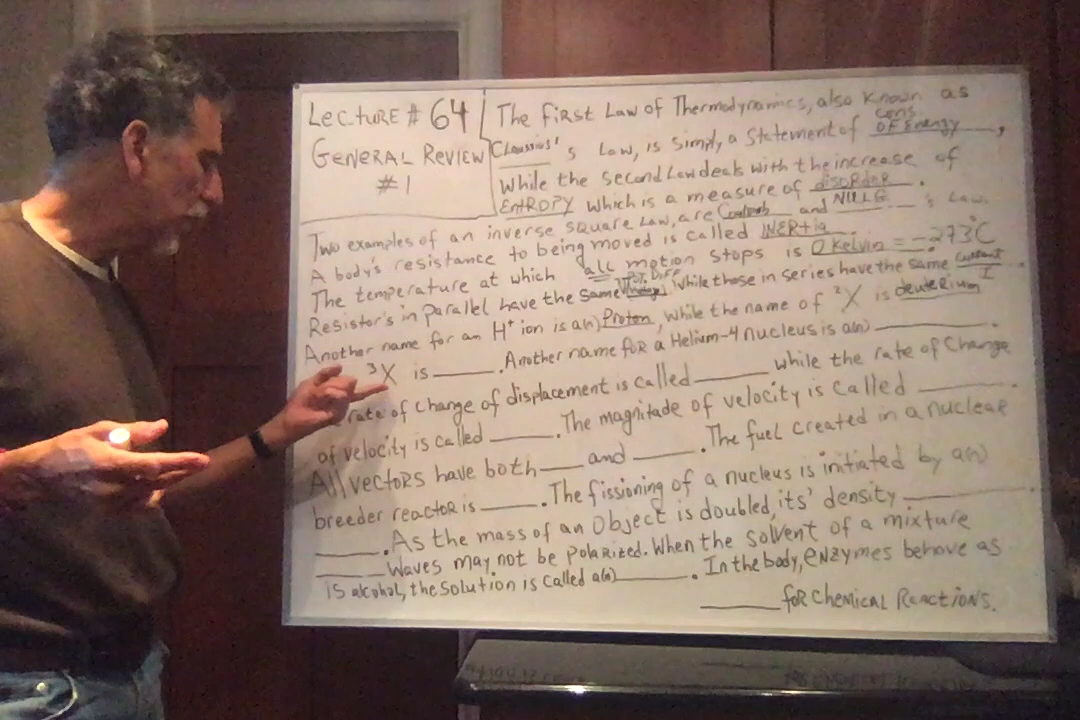 LECTURE # 64
GENERAL REVIEW
#1
The first Law of Thermodynamics, also known as
Claussius' 's Law, is simply a statement of cons of Energy,
while the second Law deals with the increase of
ENTROPY which is a measure of disorder.
Two examples of an inverse square Law, are Coulomb and NULG 's Law.
A body's resistance to being moved is called INERtia
The temperature at which all motion stops is 0 Kelvin = -273°C
Resistor's in parallel have the same Pot. Diff while those in series have the same current I
Another name for an H+ ion is a(n) Proton, while the name of ²X is deuterium
³X is ____. Another name for a Helium-4 nucleus is a(n) ____.
rate of change of displacement is called ____ while the rate of change
of velocity is called ____. The magnitade of velocity is called ____.
All vectors have both ____ and ____. The fuel created in a nuclear
breeder reactor is ____. The fissioning of a nucleus is initiated by a(n)
____. As the mass of an Object is doubled, its' density ____.
____ waves may not be polarized. When the solvent of a mixture
is alcohol, the solution is called a(n) ____. In the body, enzymes behave as
____ for chemical Reactions.